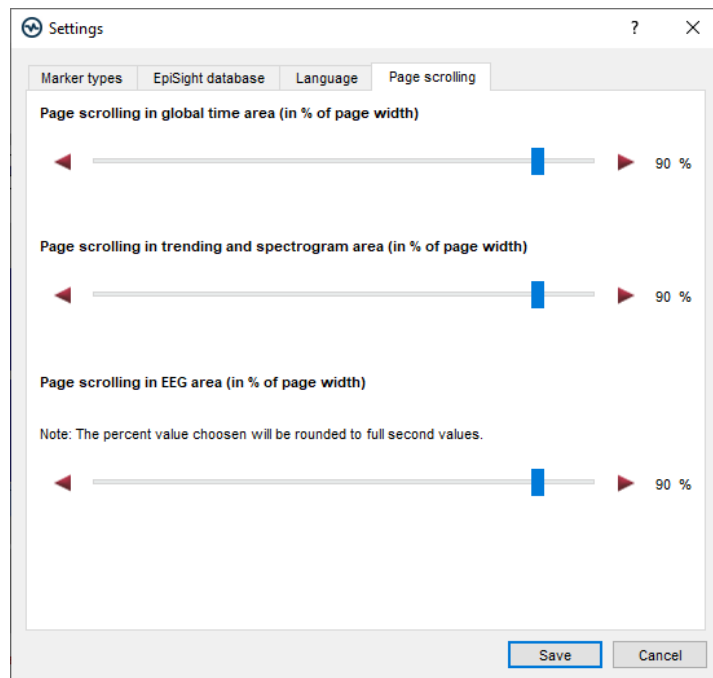 Settings
?
Marker types EpiSight database Language Page scrolling
Page scrolling in global time area (in % of page width)
90 %
Page scrolling in trending and spectrogram area (in % of page width)
90 %
Page scrolling in EEG area (in % of page width)
Note: The percent value choosen will be rounded to full second values.
90 %
Save Cancel